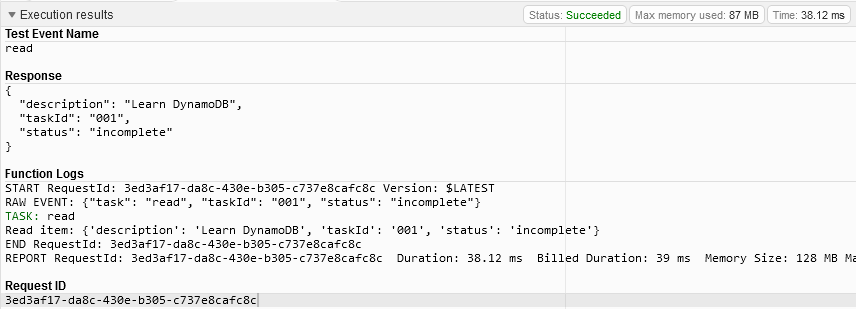 Execution results
Status: Succeeded
Max memory used: 87 MB
Time: 38.12 ms
Test Event Name
read
Response
{
  "description": "Learn DynamoDB",
  "taskId": "001",
  "status": "incomplete"
}
Function Logs
START RequestId: 3ed3af17-da8c-430e-b305-c737e8cafc8c Version: $LATEST
RAW EVENT: {"task": "read", "taskId": "001", "status": "incomplete"}
TASK: read
Read item: {'description': 'Learn DynamoDB', 'taskId': '001', 'status': 'incomplete'}
END RequestId: 3ed3af17-da8c-430e-b305-c737e8cafc8c
REPORT RequestId: 3ed3af17-da8c-430e-b305-c737e8cafc8c  Duration: 38.12 ms  Billed Duration: 39 ms  Memory Size: 128 MB Ma
Request ID
3ed3af17-da8c-430e-b305-c737e8cafc8c